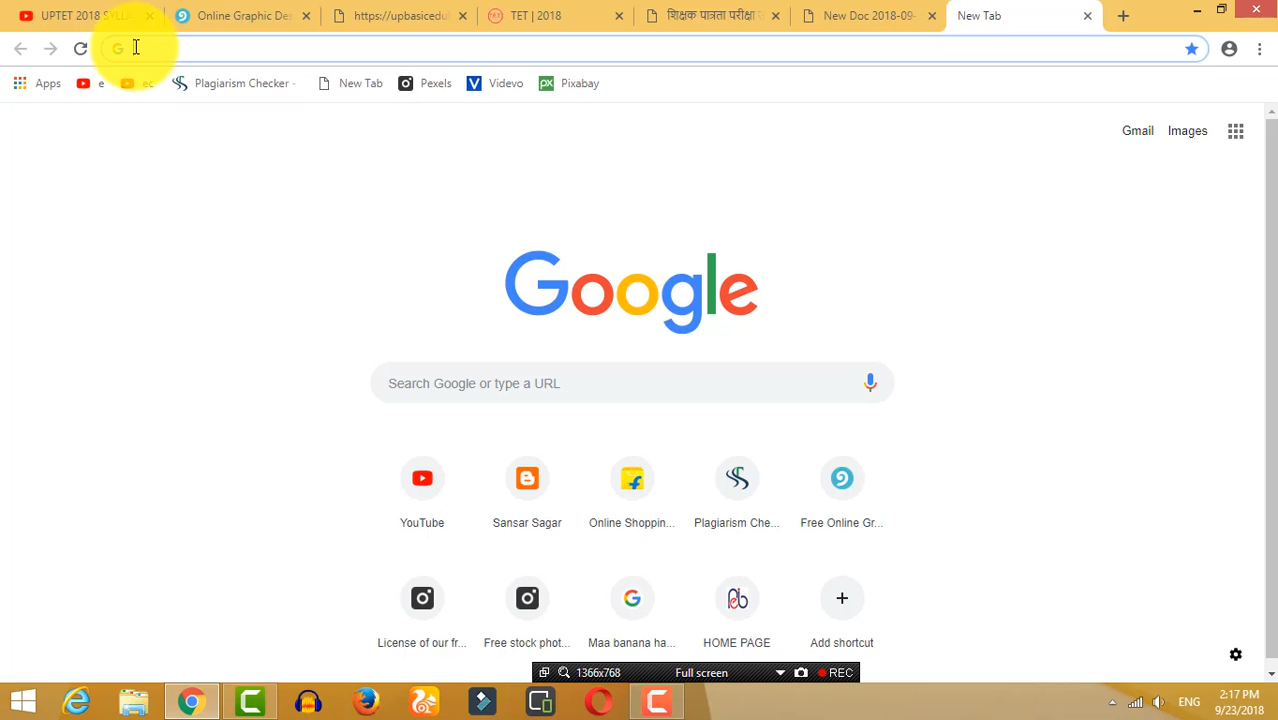 UPTET 2018 SYLL
Online Graphic Des
https://upbasicedul
TET | 2018
शिक्षक पात्रता परीक्षा
New Doc 2018-09-
New Tab
Apps
e
ec
Plagiarism Checker -
New Tab
Pexels
Videvo
Pixabay
Gmail
Images
Google
Search Google or type a URL
YouTube
Sansar Sagar
Online Shoppin...
Plagiarism Che...
Free Online Gr...
License of our fr...
Free stock phot...
Maa banana ha...
HOME PAGE
Add shortcut
1366x768
Full screen
REC
ENG
2:17 PM
9/23/2018